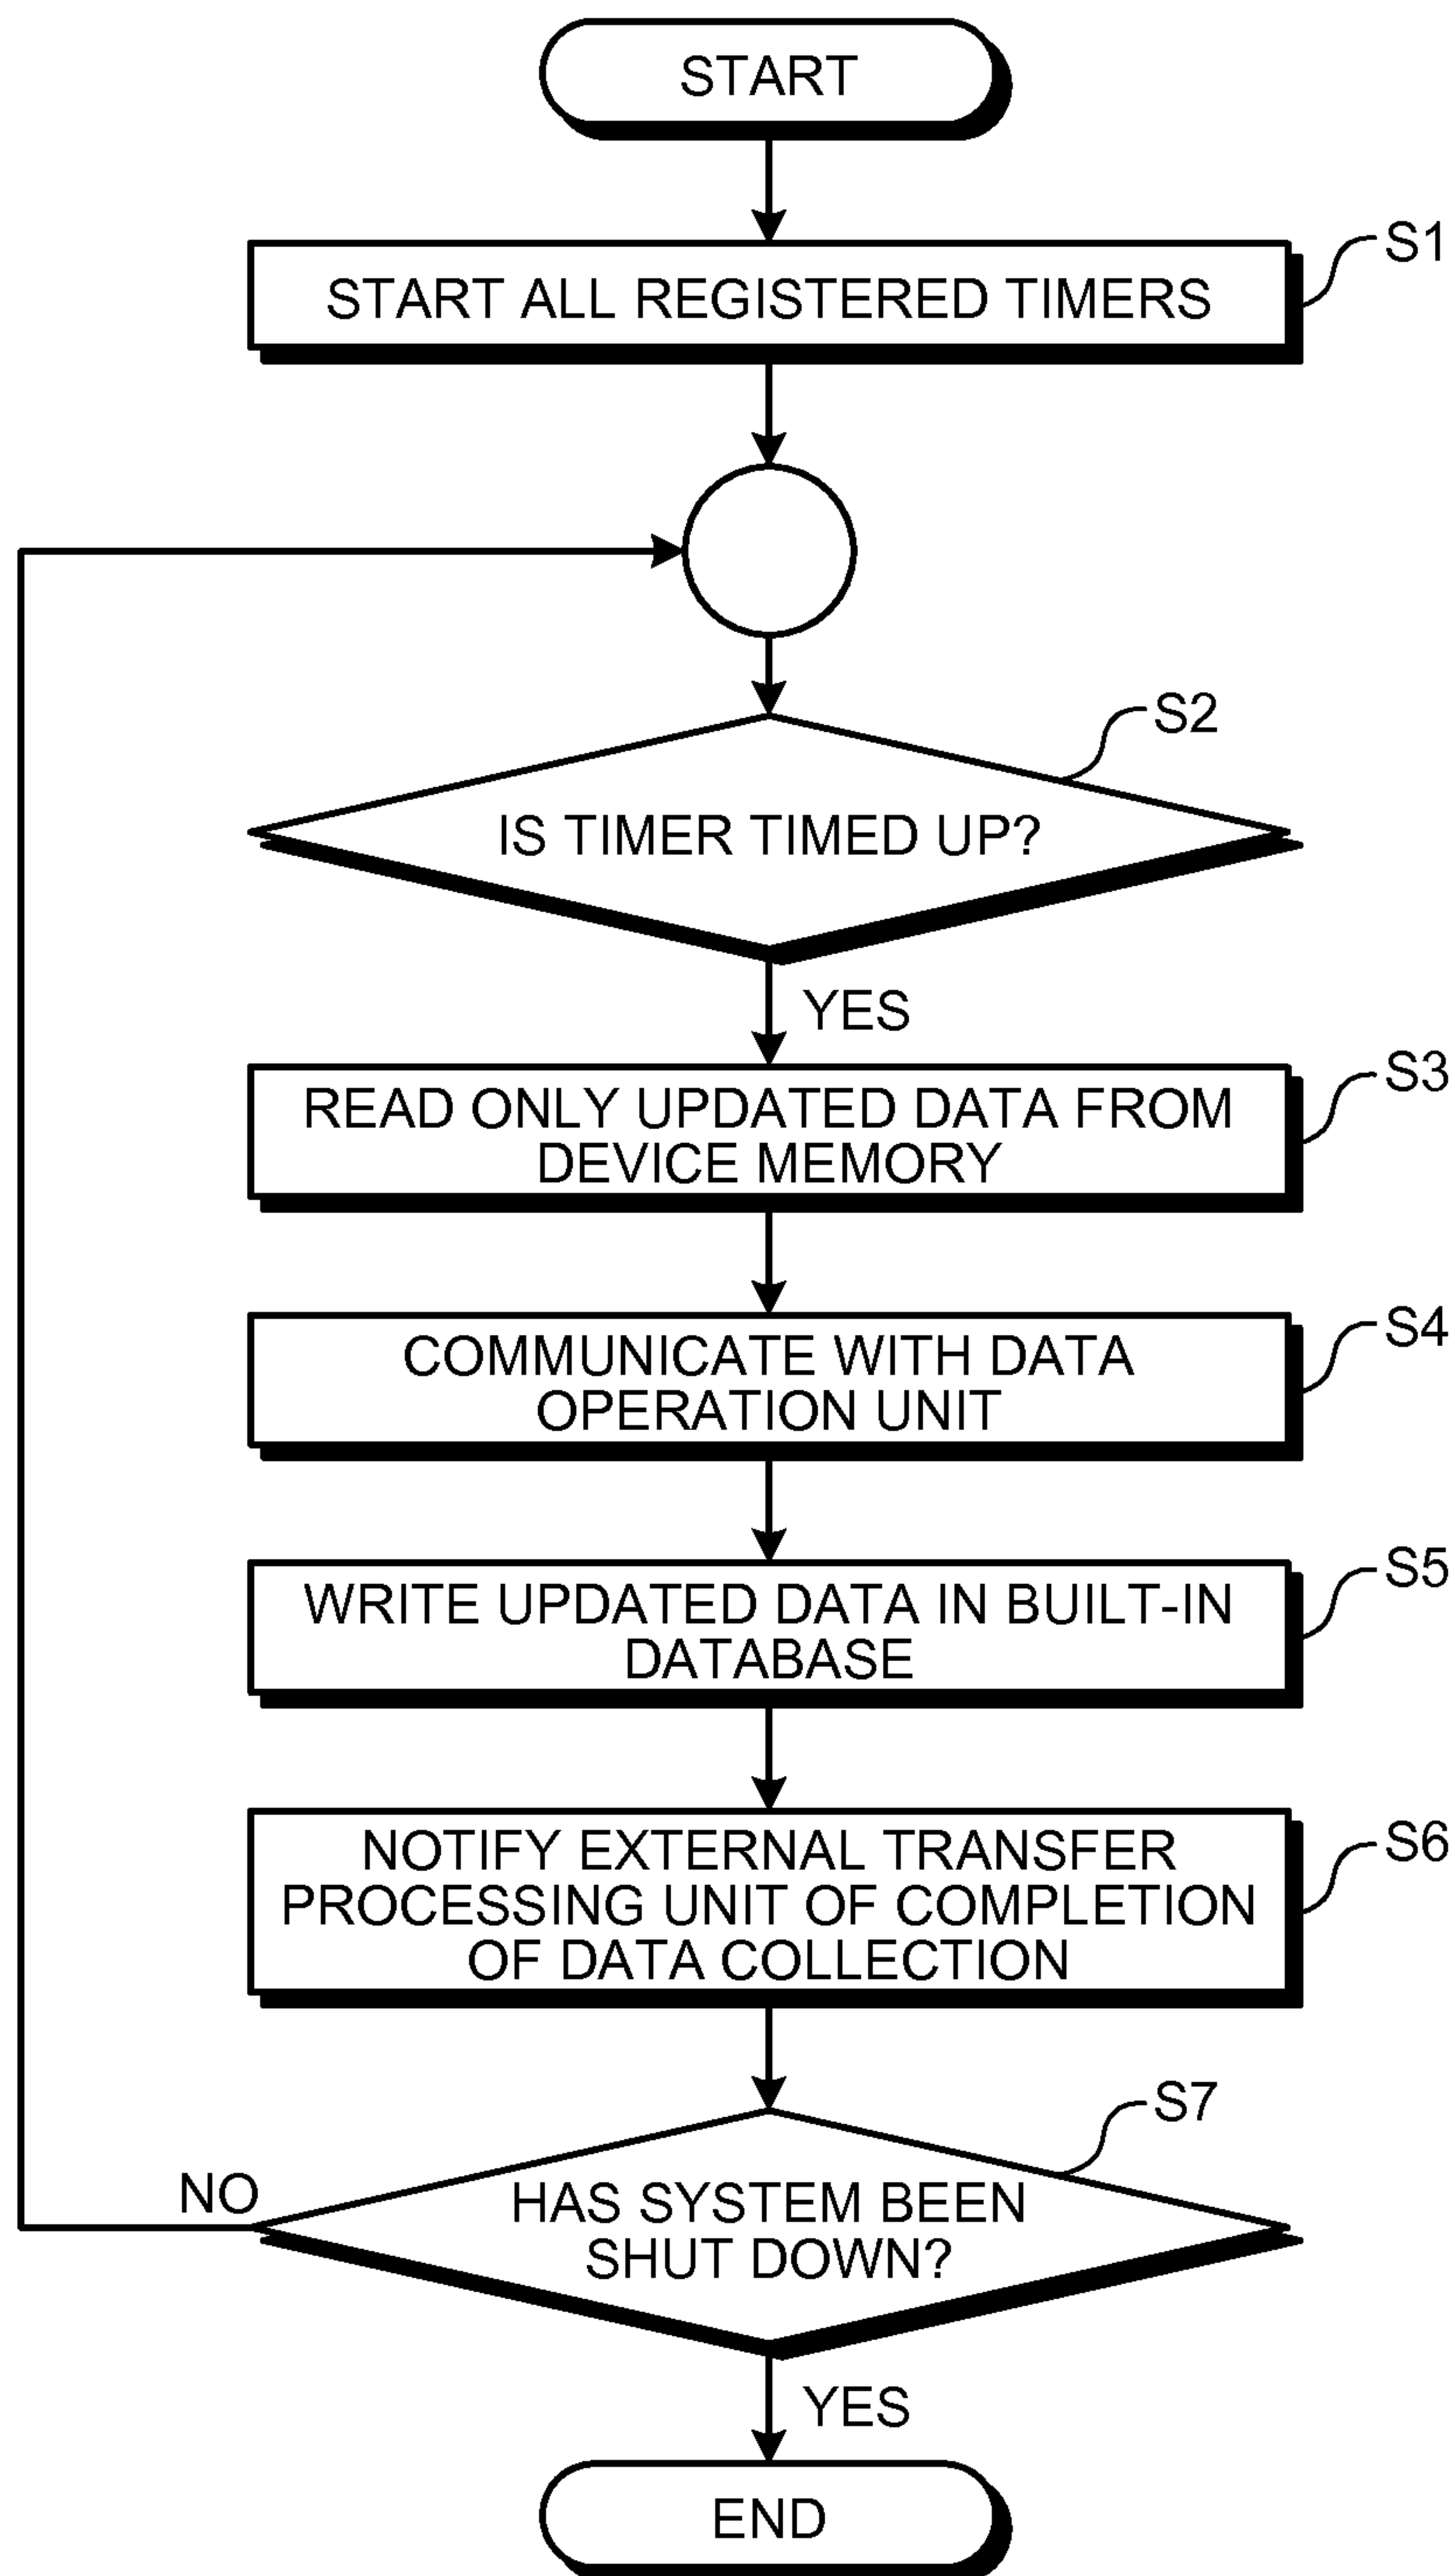 START
S1
START ALL REGISTERED TIMERS
S2
IS TIMER TIMED UP?
YES
S3
READ ONLY UPDATED DATA FROM
DEVICE MEMORY
S4
COMMUNICATE WITH DATA
OPERATION UNIT
S5
WRITE UPDATED DATA IN BUILT-IN
DATABASE
S6
NOTIFY EXTERNAL TRANSFER
PROCESSING UNIT OF COMPLETION
OF DATA COLLECTION
S7
NO
HAS SYSTEM BEEN
SHUT DOWN?
YES
END